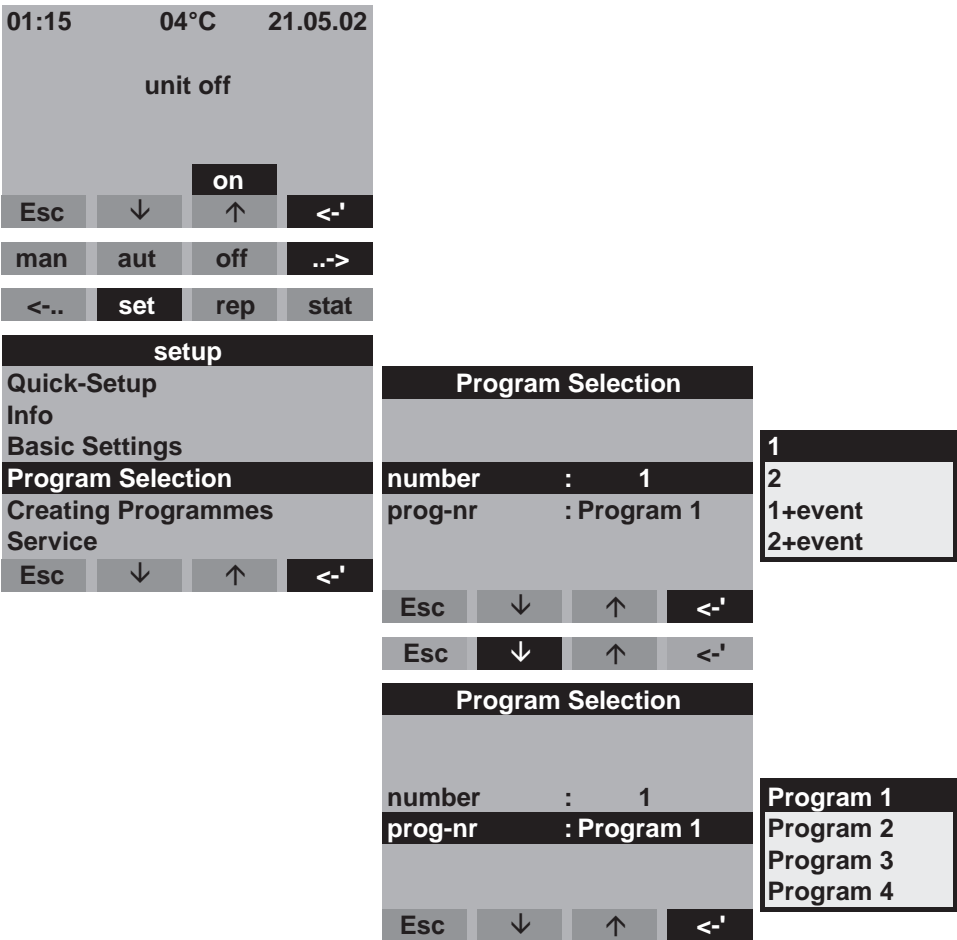 01:15 04°C 21.05.02
unit off
on
Esc ↓ ↑ <-'
man aut off ..->
<-.. set rep stat
setup
Quick-Setup
Info
Basic Settings
Program Selection
Creating Programmes
Service
Esc ↓ ↑ <-'
Program Selection
number : 1
prog-nr : Program 1
Esc ↓ ↑ <-'
1
2
1+event
2+event
Esc ↓ ↑ <-'
Program Selection
number : 1
prog-nr : Program 1
Esc ↓ ↑ <-'
Program 1
Program 2
Program 3
Program 4